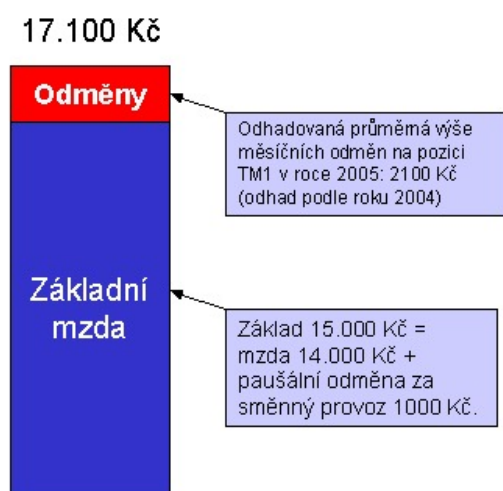 17.100 Kč
Odměny
Odhadovaná průměrná výše
měsíčních odměn na pozici
TM1 v roce 2005: 2100 Kč
(odhad podle roku 2004)
Základní
mzda
Základ 15.000 Kč =
mzda 14.000 Kč +
paušální odměna za
směnný provoz 1000 Kč.